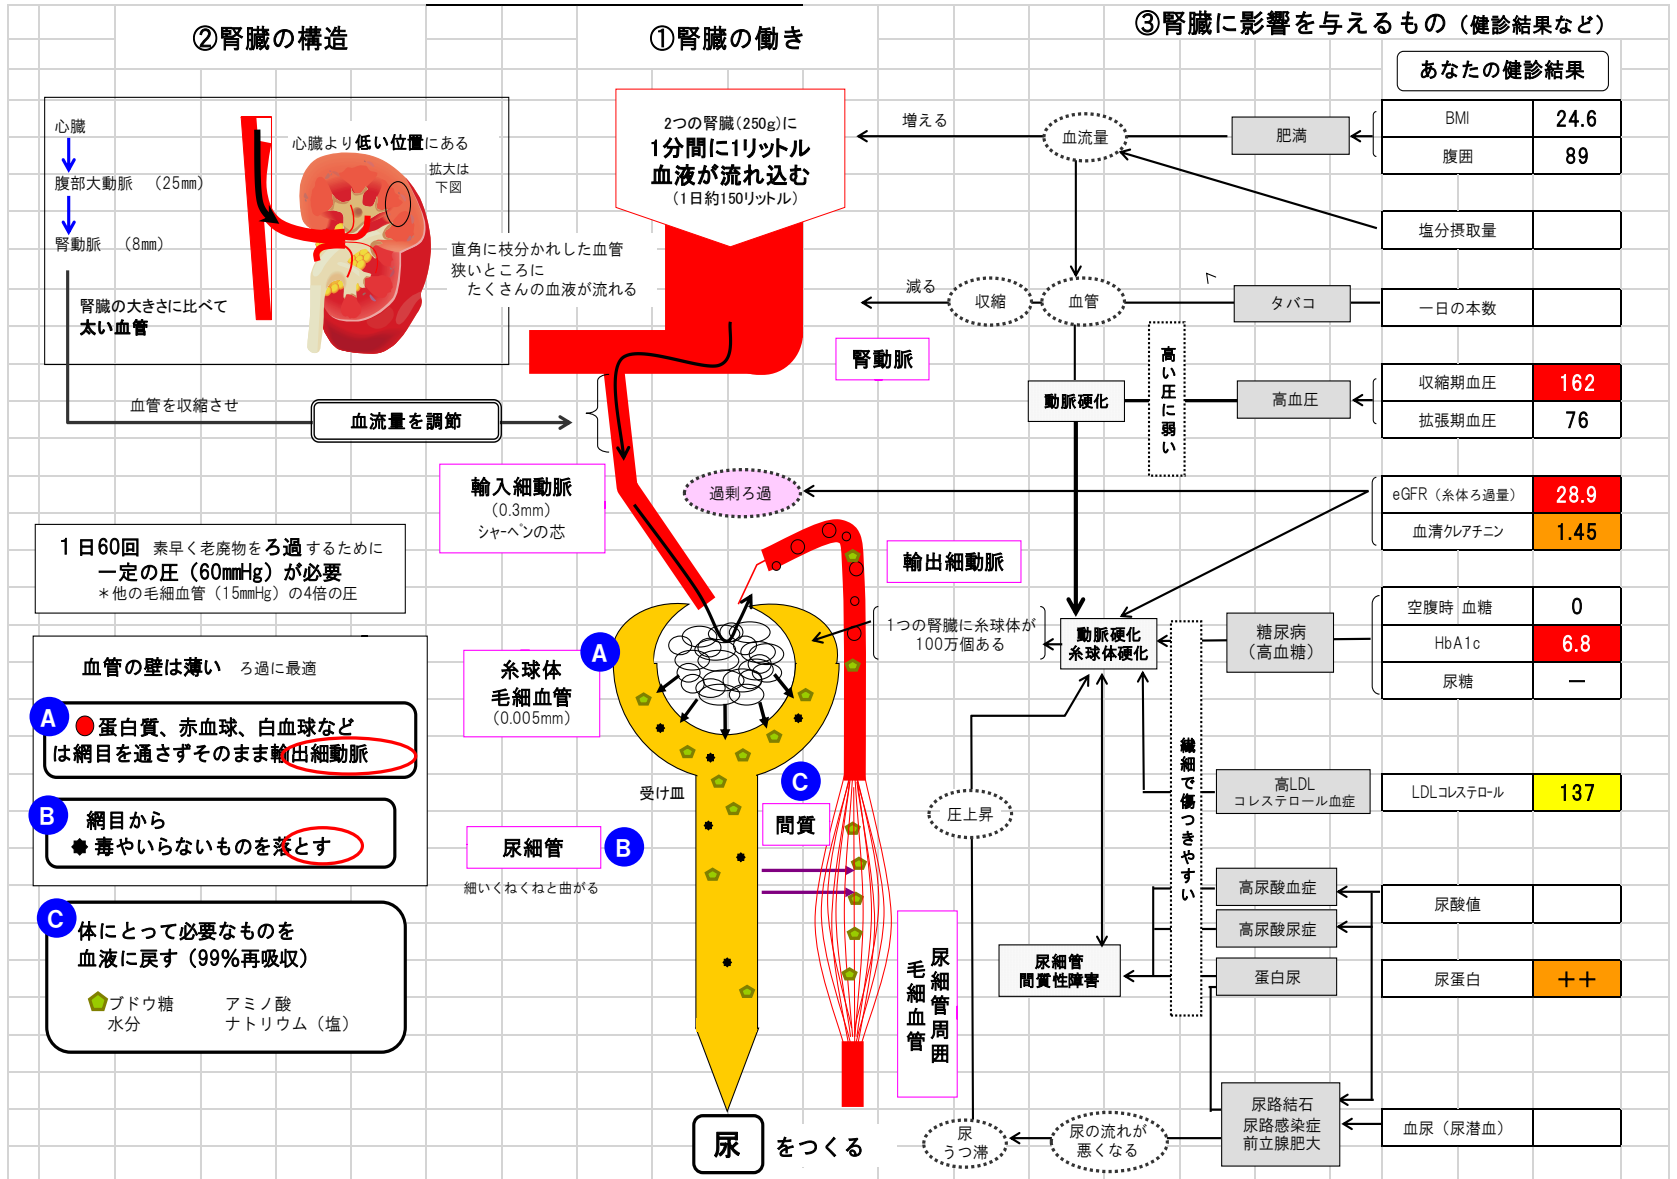 ②腎臓の構造
①腎臓の働き
③腎臓に影響を与えるもの（健診結果など）
あなたの健診結果
心臓
腹部大動脈　（25mm）
腎動脈　（8mm）
心臓より低い位置にある
拡大は
下図
腎臓の大きさに比べて
太い血管
直角に枝分かれした血管
狭いところに
たくさんの血液が流れる
血管を収縮させ
血流量を調節
2つの腎臓(250g)に
1分間に1リットル
血液が流れ込む
(1日約150リットル)
腎動脈
輸入細動脈
(0.3mm)
シャーペンの芯
過剰ろ過
輸出細動脈
1つの腎臓に糸球体が
100万個ある
1日60回　素早く老廃物をろ過するために
一定の圧（60mmHg）が必要
＊他の毛細血管（15mmHg）の4倍の圧
血管の壁は薄い　ろ過に最適
A
蛋白質、赤血球、白血球など
は網目を通さずそのまま輸出細動脈
B
網目から
毒やいらないものを落とす
C
体にとって必要なものを
血液に戻す（99%再吸収）
ブドウ糖　アミノ酸
水分　ナトリウム（塩）
A
糸球体
毛細血管
(0.005mm)
受け皿
C
間質
尿細管
B
細いくねくねと曲がる
尿細管周囲
毛細血管
尿 をつくる
増える
血流量
肥満
BMI 24.6
腹囲 89
塩分摂取量
減る
収縮
血管
タバコ
一日の本数
高い圧に弱い
動脈硬化
高血圧
収縮期血圧 162
拡張期血圧 76
eGFR（糸体ろ過量） 28.9
血清クレアチニン 1.45
動脈硬化
糸球体硬化
糖尿病
（高血糖）
空腹時 血糖 0
HbA1c 6.8
尿糖 －
繊細で傷つきやすい
圧上昇
高LDL
コレステロール血症
LDLコレステロール 137
高尿酸血症
高尿酸尿症
尿酸値
尿細管
間質性障害
蛋白尿
尿蛋白 ++
尿路結石
尿路感染症
前立腺肥大
血尿（尿潜血）
尿の流れが
悪くなる
尿
うつ滞